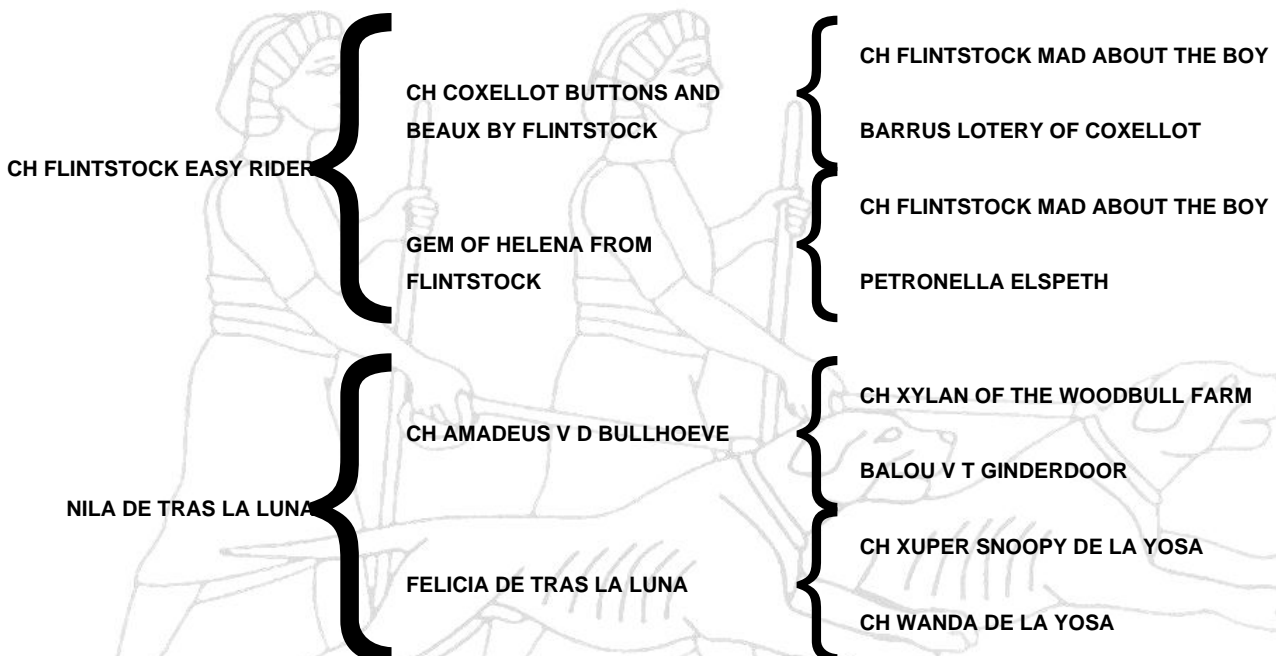 CH FLINTSTOCK EASY RIDER
CH COXELLOT BUTTONS AND
BEAUX BY FLINTSTOCK
CH FLINTSTOCK MAD ABOUT THE BOY
BARRUS LOTERY OF COXELLOT
GEM OF HELENA FROM
FLINTSTOCK
CH FLINTSTOCK MAD ABOUT THE BOY
PETRONELLA ELSPETH
NILA DE TRAS LA LUNA
CH AMADEUS V D BULLHOEVE
CH XYLAN OF THE WOODBULL FARM
BALOU V T GINDERDOOR
FELICIA DE TRAS LA LUNA
CH XUPER SNOOPY DE LA YOSA
CH WANDA DE LA YOSA